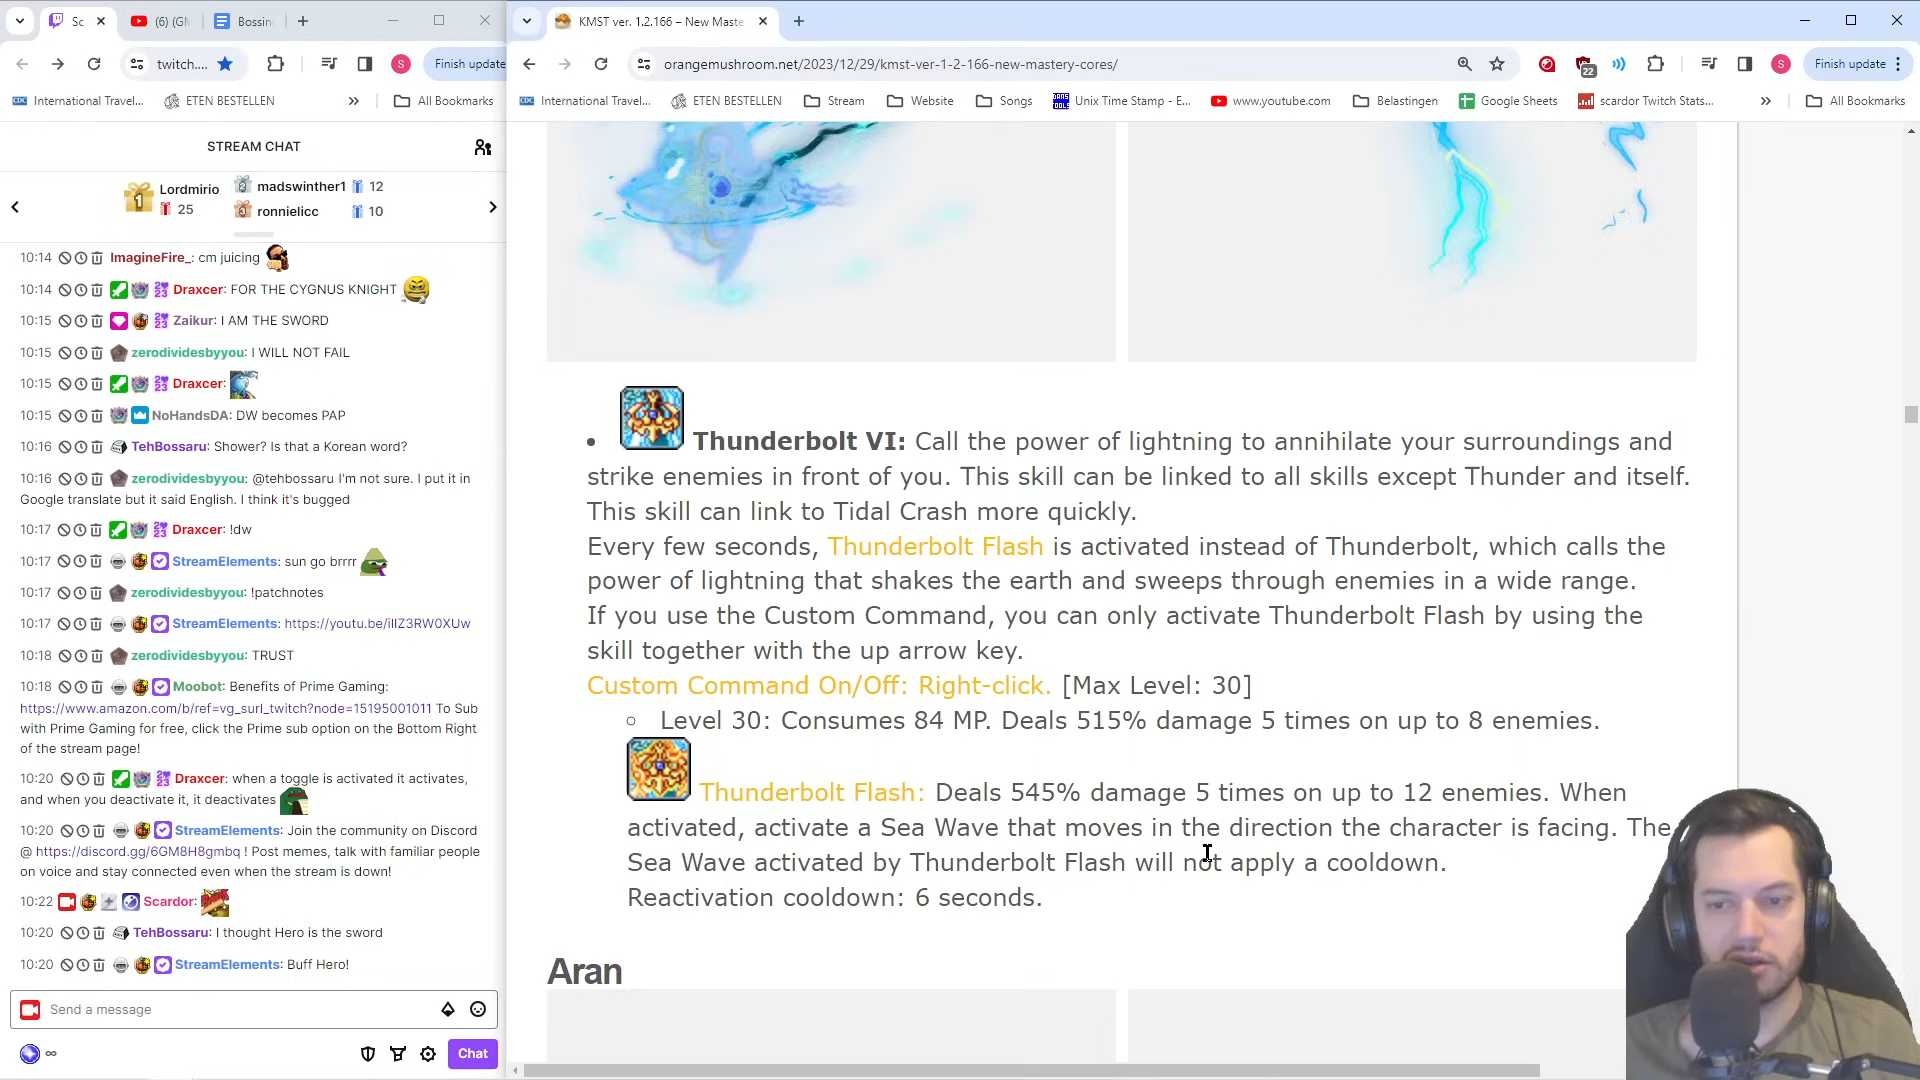 Sc
(6) (GM
Bossin
KMST ver. 1.2.166 – New Maste
twitch....
S
Finish update
orangemushroom.net/2023/12/29/kmst-ver-1-2-166-new-mastery-cores/
22
S
Finish update
International Travel...
ETEN BESTELLEN
All Bookmarks
International Travel...
ETEN BESTELLEN
Stream
Website
Songs
Unix Time Stamp - E...
www.youtube.com
Belastingen
Google Sheets
scardor Twitch Stats...
All Bookmarks
STREAM CHAT
1
Lordmirio
25
2
madswinther1
12
3
ronnielicc
10
10:14 ImagineFire_: cm juicing
10:14 Draxcer: FOR THE CYGNUS KNIGHT
10:15 Zaikur: I AM THE SWORD
10:15 zerodividesbyyou: I WILL NOT FAIL
10:15 Draxcer:
10:15 NoHandsDA: DW becomes PAP
10:16 TehBossaru: Shower? Is that a Korean word?
10:16 zerodividesbyyou: @tehbossaru I'm not sure. I put it in
Google translate but it said English. I think it's bugged
10:17 Draxcer: !dw
10:17 StreamElements: sun go brrrr
10:17 zerodividesbyyou: !patchnotes
10:17 StreamElements: https://youtu.be/iIIZ3RW0XUw
10:18 zerodividesbyyou: TRUST
10:18 Moobot: Benefits of Prime Gaming:
https://www.amazon.com/b/ref=vg_surl_twitch?node=15195001011 To Sub
with Prime Gaming for free, click the Prime sub option on the Bottom Right
of the stream page!
10:20 Draxcer: when a toggle is activated it activates,
and when you deactivate it, it deactivates
10:20 StreamElements: Join the community on Discord
@ https://discord.gg/6GM8H8gmbq ! Post memes, talk with familiar people
on voice and stay connected even when the stream is down!
10:22 Scardor:
10:20 TehBossaru: I thought Hero is the sword
10:20 StreamElements: Buff Hero!
Send a message
∞
Chat
• Thunderbolt VI: Call the power of lightning to annihilate your surroundings and
strike enemies in front of you. This skill can be linked to all skills except Thunder and itself.
This skill can link to Tidal Crash more quickly.
Every few seconds, Thunderbolt Flash is activated instead of Thunderbolt, which calls the
power of lightning that shakes the earth and sweeps through enemies in a wide range.
If you use the Custom Command, you can only activate Thunderbolt Flash by using the
skill together with the up arrow key.
Custom Command On/Off: Right-click. [Max Level: 30]
○ Level 30: Consumes 84 MP. Deals 515% damage 5 times on up to 8 enemies.
Thunderbolt Flash: Deals 545% damage 5 times on up to 12 enemies. When
activated, activate a Sea Wave that moves in the direction the character is facing. The
Sea Wave activated by Thunderbolt Flash will not apply a cooldown.
Reactivation cooldown: 6 seconds.
Aran